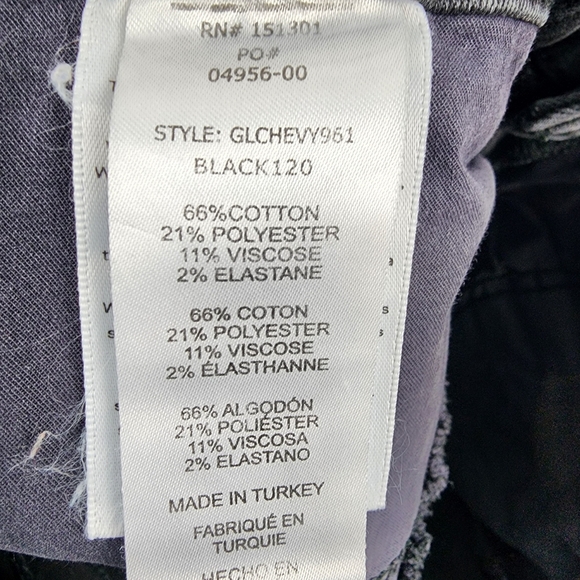 RN# 151301
PO#
04956-00
STYLE: GLCHEVY961
BLACK120
66%COTTON
21% POLYESTER
11% VISCOSE
2% ELASTANE
66% COTON
21% POLYESTER
11% VISCOSE
2% ÉLASTHANNE
66% ALGODÓN
21% POLIÉSTER
11% VISCOSA
2% ELASTANO
MADE IN TURKEY
FABRIQUÉ EN
TURQUIE
HECHO EN